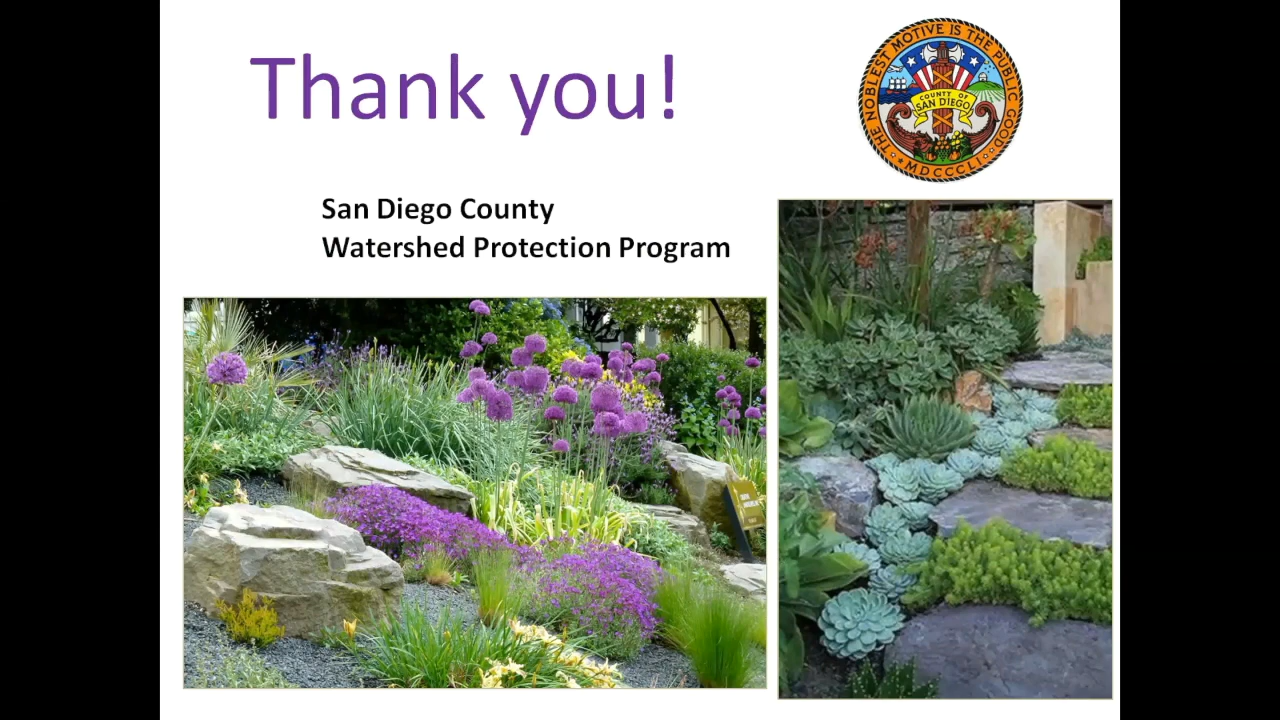 Thank you!
THE NOBLEST MOTIVE IS THE PUBLIC GOOD
COUNTY OF
SAN DIEGO
MDCCCLI
San Diego County
Watershed Protection Program